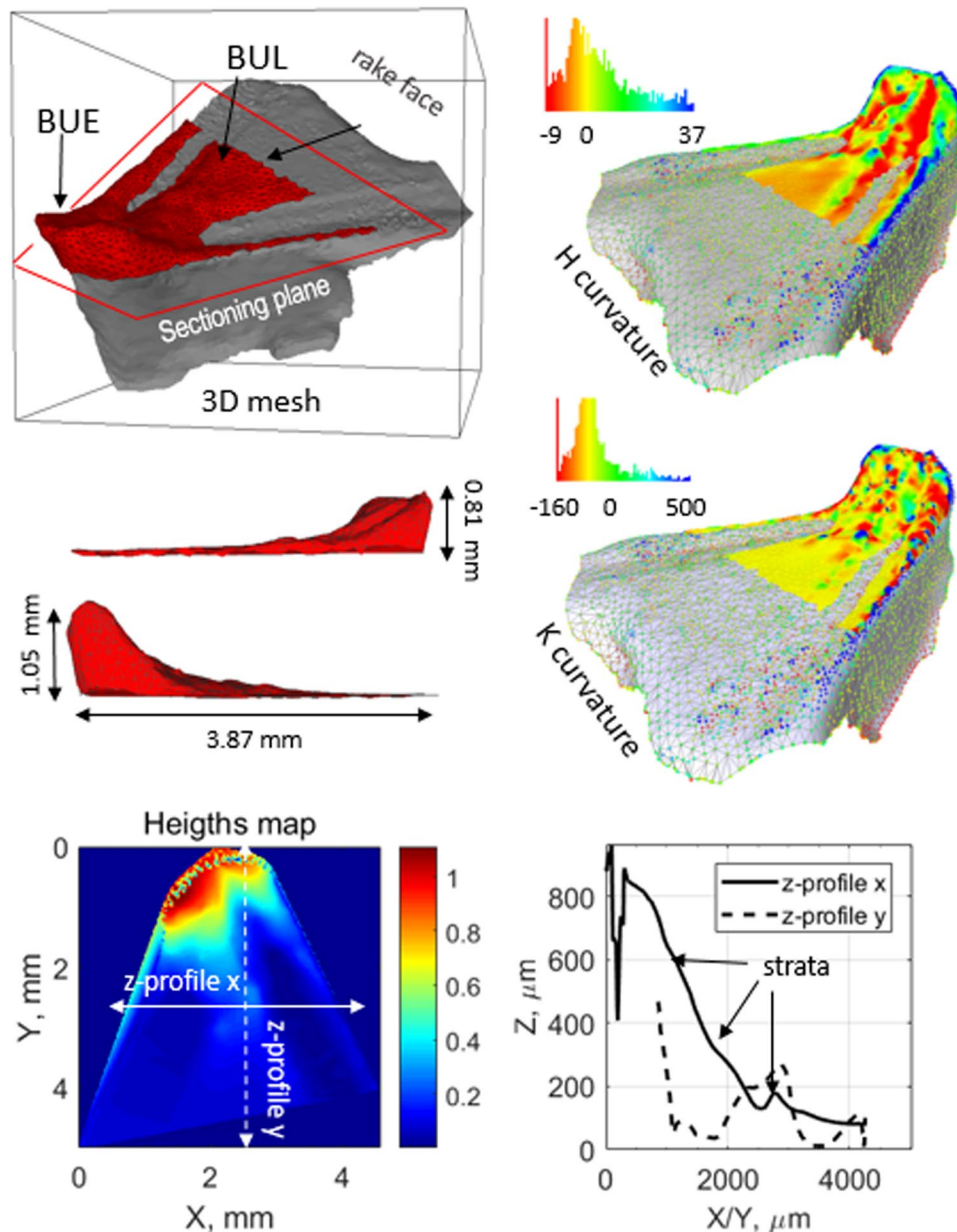 BUL
rake face
BUE
Sectioning plane
3D mesh
-9 0 37
H curvature
-160 0 500
K curvature
0.81 mm
1.05 mm
3.87 mm
Heigths map
0
2
4
Y, mm
z-profile x
z-profile y
0 2 4
X, mm
1
0.8
0.6
0.4
0.2
800
600
400
200
0
Z, μm
z-profile x
z-profile y
strata
0 2000 4000
X/Y, μm